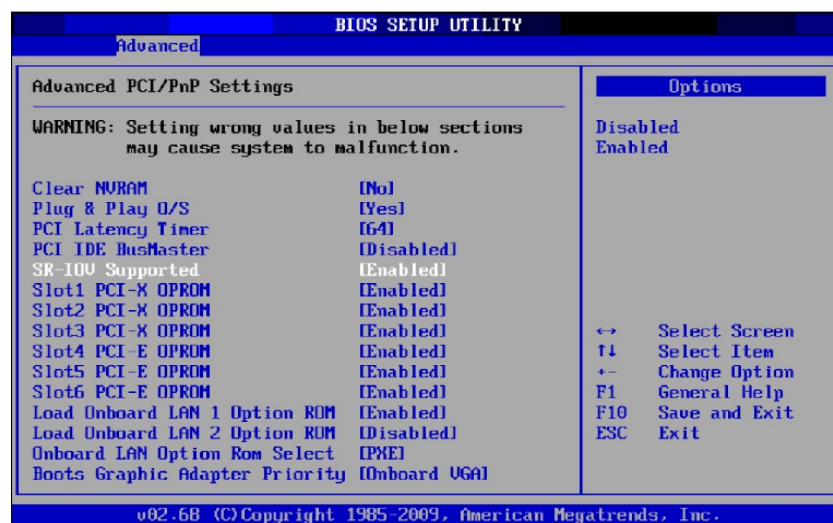 BIOS SETUP UTILITY
Advanced
Advanced PCI/PnP Settings
WARNING: Setting wrong values in below sections
may cause system to malfunction.
Clear NVRAM [No]
Plug & Play O/S [Yes]
PCI Latency Timer [64]
PCI IDE BusMaster [Disabled]
SR-IOV Supported [Enabled]
Slot1 PCI-X OPROM [Enabled]
Slot2 PCI-X OPROM [Enabled]
Slot3 PCI-X OPROM [Enabled]
Slot4 PCI-E OPROM [Enabled]
Slot5 PCI-E OPROM [Enabled]
Slot6 PCI-E OPROM [Enabled]
Load Onboard LAN 1 Option ROM [Enabled]
Load Onboard LAN 2 Option ROM [Disabled]
Onboard LAN Option Rom Select [PXE]
Boots Graphic Adapter Priority [Onboard VGA]
Options
Disabled
Enabled
↔ Select Screen
↑↓ Select Item
+- Change Option
F1 General Help
F10 Save and Exit
ESC Exit
v02.68 (C)Copyright 1985-2009, American Megatrends, Inc.